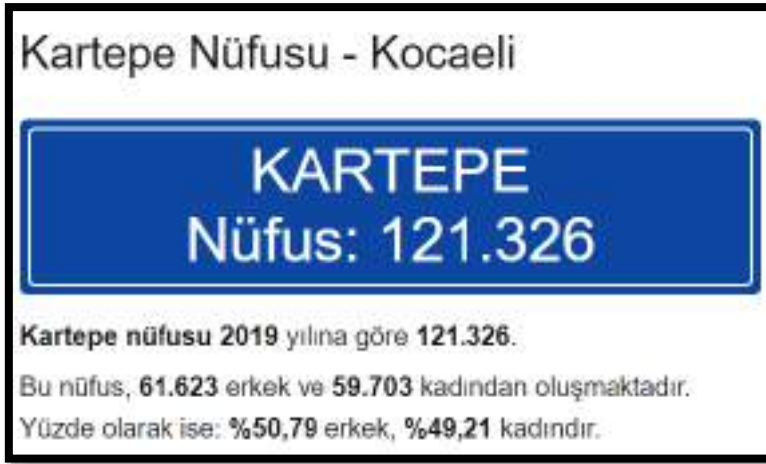 Kartepe Nüfusu - Kocaeli
KARTEPE
Nüfus: 121.326
Kartepe nüfusu 2019 yılına göre 121.326.
Bu nüfus, 61.623 erkek ve 59.703 kadından oluşmaktadır.
Yüzde olarak ise: %50,79 erkek, %49,21 kadındır.